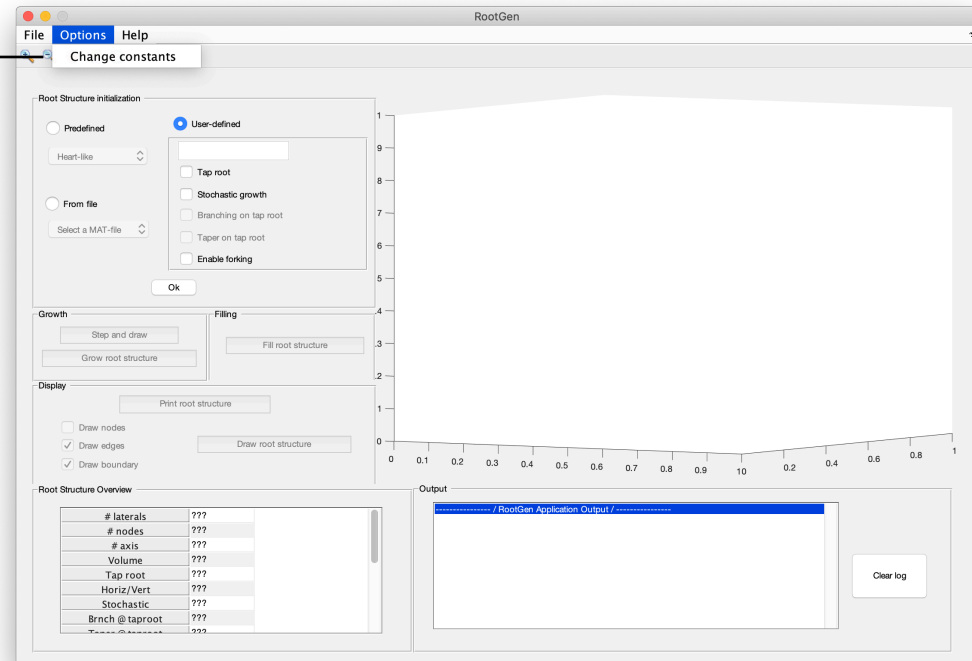 RootGen
File Options Help
Change constants
Root Structure initialization
Predefined
User-defined
Heart-like
Tap root
Stochastic growth
From file
Branching on tap root
Select a MAT-file
Taper on tap root
Enable forking
Ok
Growth
Filling
Step and draw
Fill root structure
Grow root structure
Display
Print root structure
Draw nodes
Draw edges
Draw root structure
Draw boundary
1
9
8
7
6
5
.4
.3
.2
1
0
0 0.1 0.2 0.3 0.4 0.5 0.6 0.7 0.8 0.9 10 0.2 0.4 0.6 0.8 1
Root Structure Overview
# laterals ???
# nodes ???
# axis ???
Volume ???
Tap root ???
Horiz/Vert ???
Stochastic ???
Brnch @ taproot ???
Taper @ taproot ???
Output
---------------- / RootGen Application Output / ----------------
Clear log